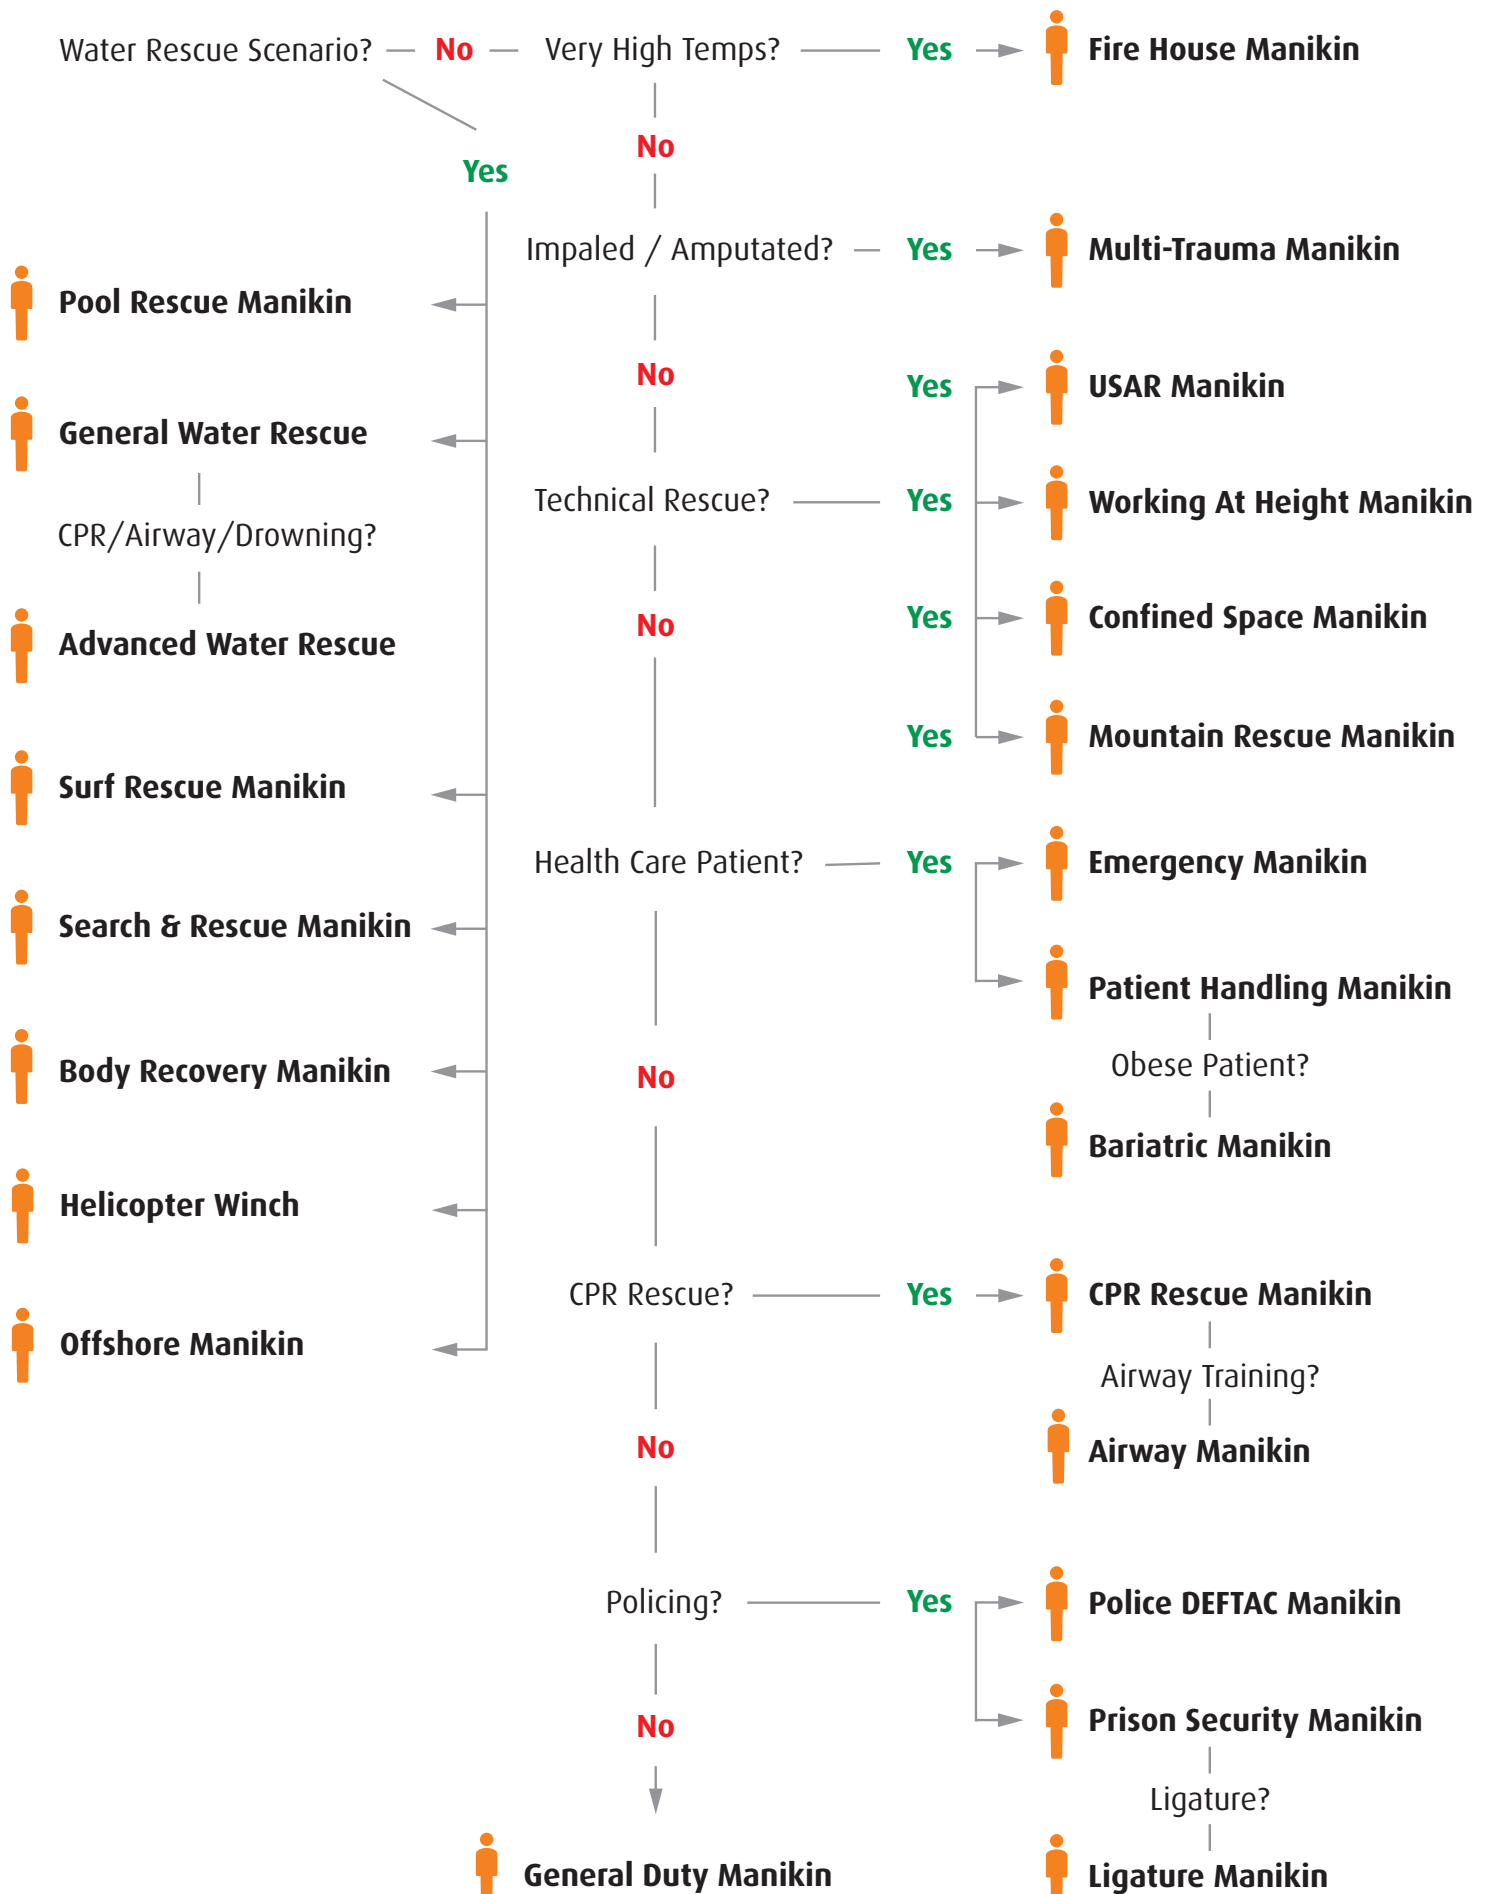 Water Rescue Scenario?
No
Very High Temps?
Yes
Fire House Manikin
No
Yes
Impaled / Amputated?
Yes
Multi-Trauma Manikin
Pool Rescue Manikin
No
Yes
USAR Manikin
General Water Rescue
Technical Rescue?
Yes
Working At Height Manikin
CPR/Airway/Drowning?
No
Yes
Confined Space Manikin
Advanced Water Rescue
Yes
Mountain Rescue Manikin
Surf Rescue Manikin
Health Care Patient?
Yes
Emergency Manikin
Search & Rescue Manikin
Patient Handling Manikin
Body Recovery Manikin
No
Obese Patient?
Bariatric Manikin
Helicopter Winch
CPR Rescue?
Yes
CPR Rescue Manikin
Offshore Manikin
Airway Training?
No
Airway Manikin
Policing?
Yes
Police DEFTAC Manikin
No
Prison Security Manikin
Ligature?
General Duty Manikin
Ligature Manikin